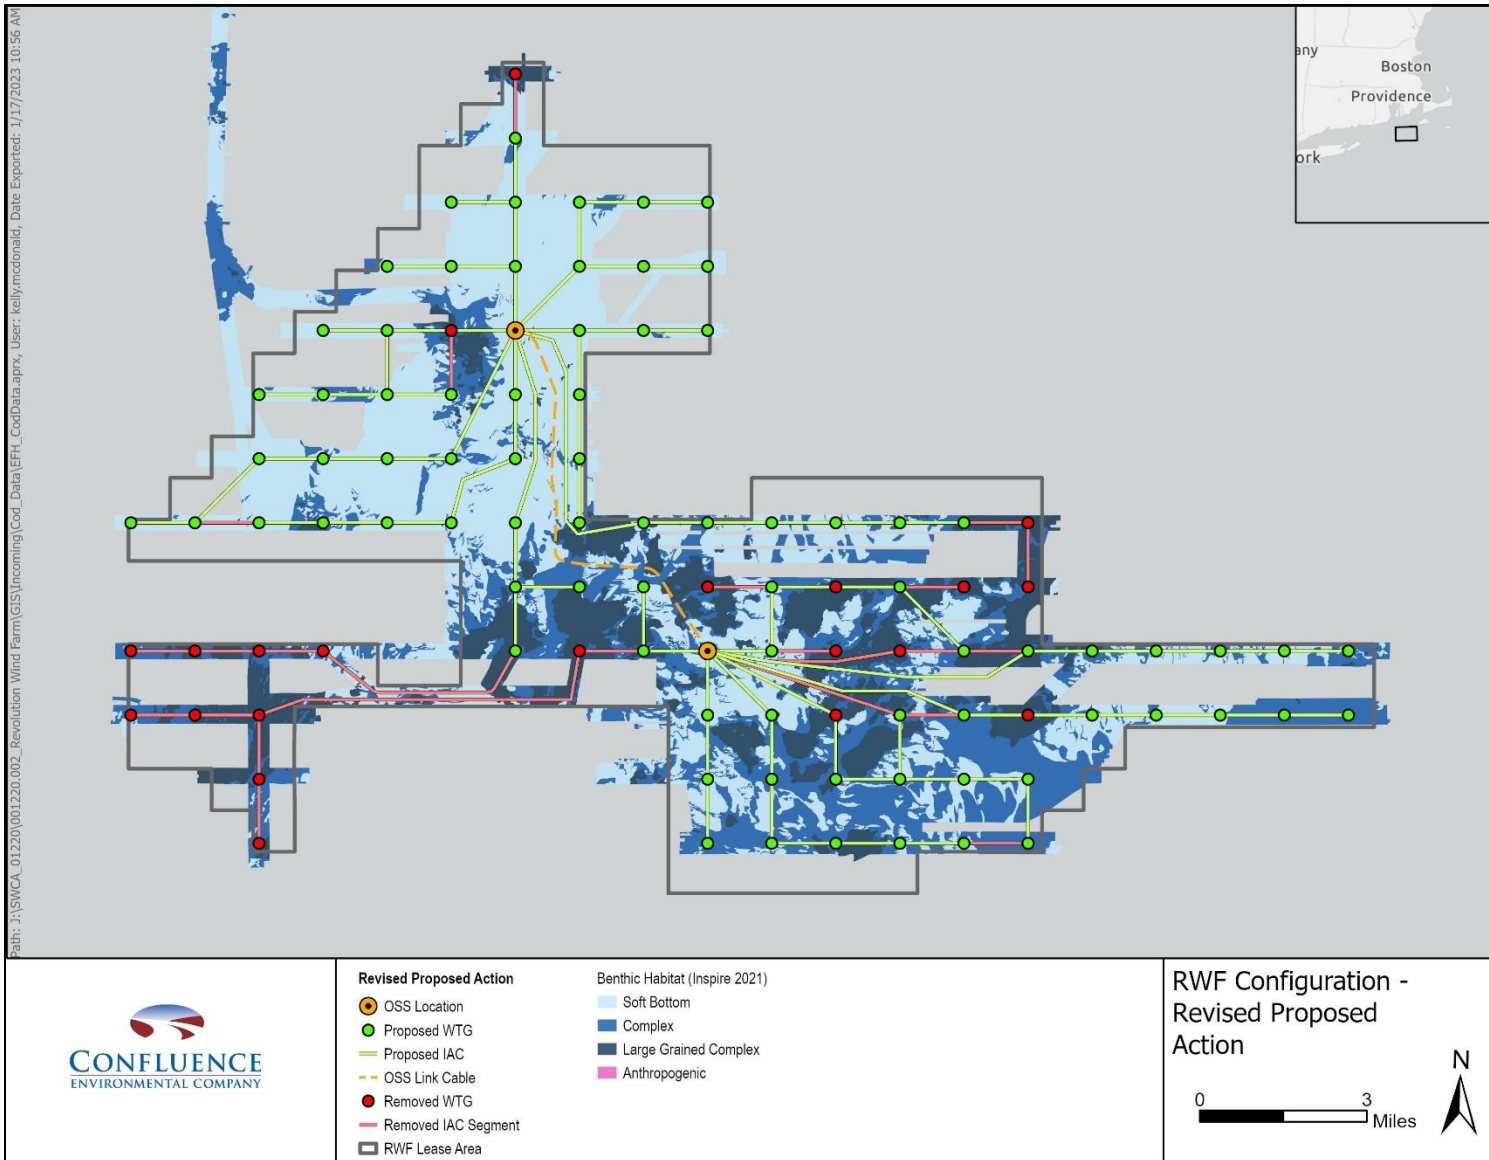 Path: J:\SWCA_01220\001220.002_Revolution Wind Farm\GIS\Incoming\Cod_Data\EFH_CodData.aprx, User: kelly.mcdonald, Date Exported: 1/17/2023 10:56 AM
any
Boston
Providence
ork
CONFLUENCE
ENVIRONMENTAL COMPANY
Revised Proposed Action
OSS Location
Proposed WTG
Proposed IAC
OSS Link Cable
Removed WTG
Removed IAC Segment
RWF Lease Area
Benthic Habitat (Inspire 2021)
Soft Bottom
Complex
Large Grained Complex
Anthropogenic
RWF Configuration -
Revised Proposed
Action
0 3
Miles
N